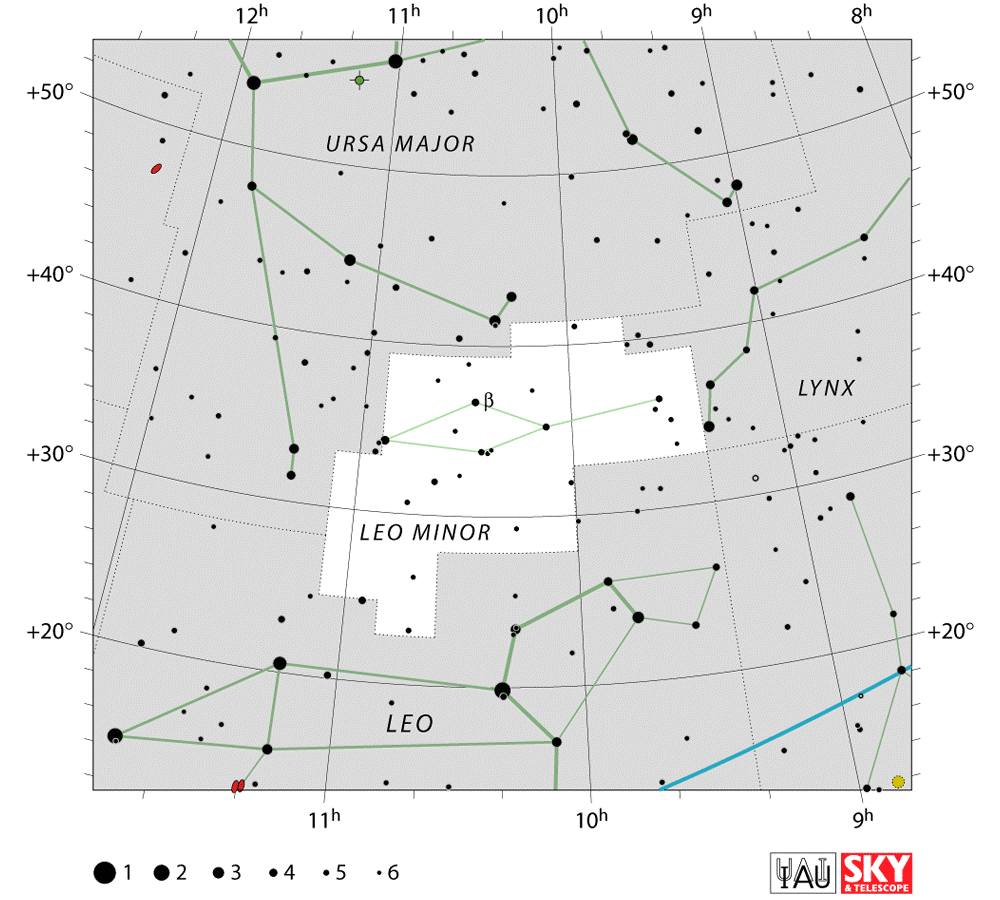 12h 11h 10h 9h 8h
+50° +50°
URSA MAJOR
+40° +40°
LYNX
β
+30° +30°
LEO MINOR
+20° +20°
LEO
11h 10h 9h
1 2 3 4 5 6
IAU
SKY
& TELESCOPE